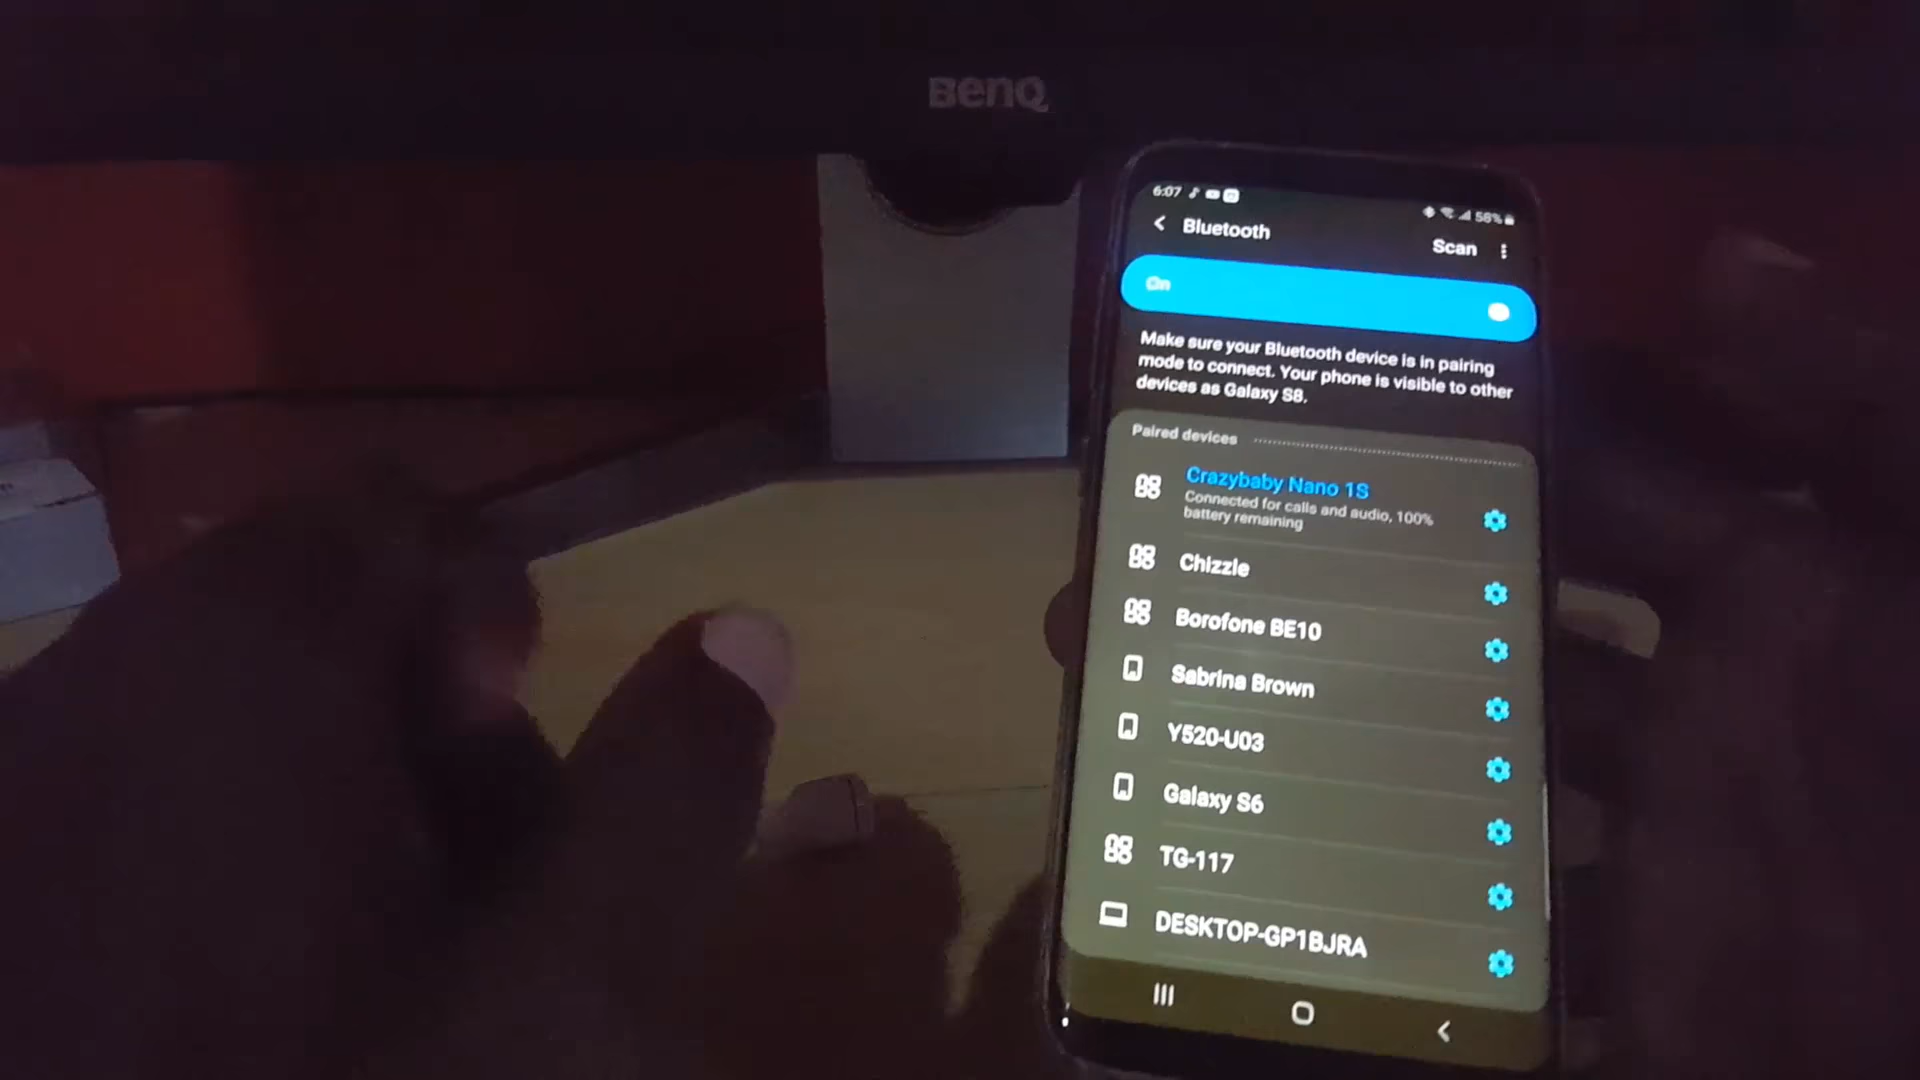 BenQ
6:07
58%
Bluetooth
Scan
On
Make sure your Bluetooth device is in pairing
mode to connect. Your phone is visible to other
devices as Galaxy S8.
Paired devices
Crazybaby Nano 1S
Connected for calls and audio, 100%
battery remaining
Chizzle
Borofone BE10
Sabrina Brown
Y520-U03
Galaxy S6
TG-117
DESKTOP-GP1BJRA